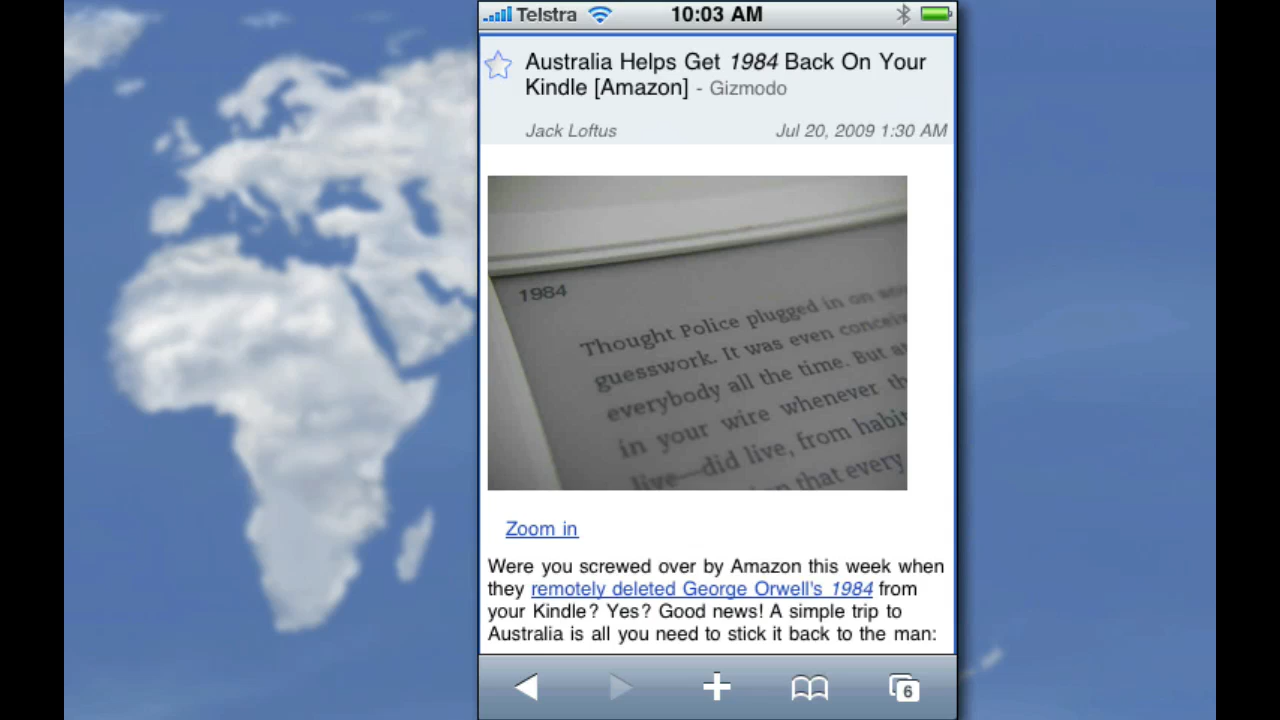 Telstra 10:03 AM
Australia Helps Get 1984 Back On Your
Kindle [Amazon] - Gizmodo
Jack Loftus Jul 20, 2009 1:30 AM
1984
Thought Police plugged in on
guesswork. It was even
everybody all the time. But
in your wire whenever
live—did live, from
that every
Zoom in
Were you screwed over by Amazon this week when
they remotely deleted George Orwell's 1984 from
your Kindle? Yes? Good news! A simple trip to
Australia is all you need to stick it back to the man:
6